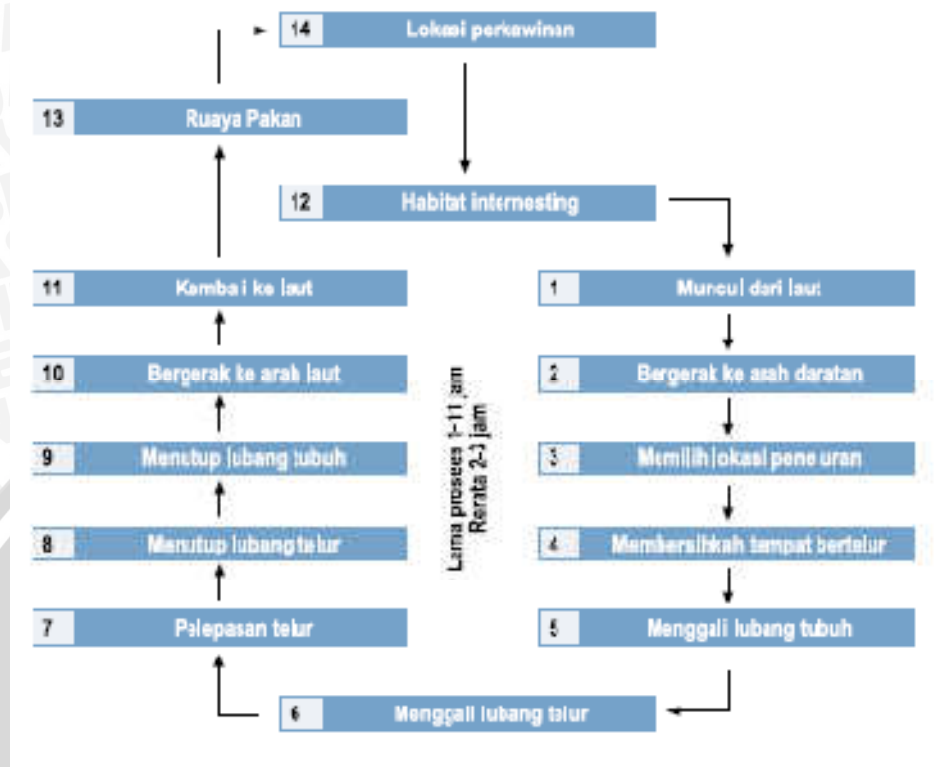 14 Lokasi perkawinan
13 Ruaya Pakan
12 Habitat internesting
11 Kembali ke laut
1 Muncul dari laut
10 Bergerak ke arah laut
2 Bergerak ke arah daratan
9 Menutup lubang tubuh
3 Memilih lokasi peneluran
8 Menutup lubang telur
4 Membersihkah tempat bertelur
7 Pelepasan telur
5 Menggali lubang tubuh
6 Menggali lubang telur
Lama prosees 1-11 jam
Rerata 2-3 jam